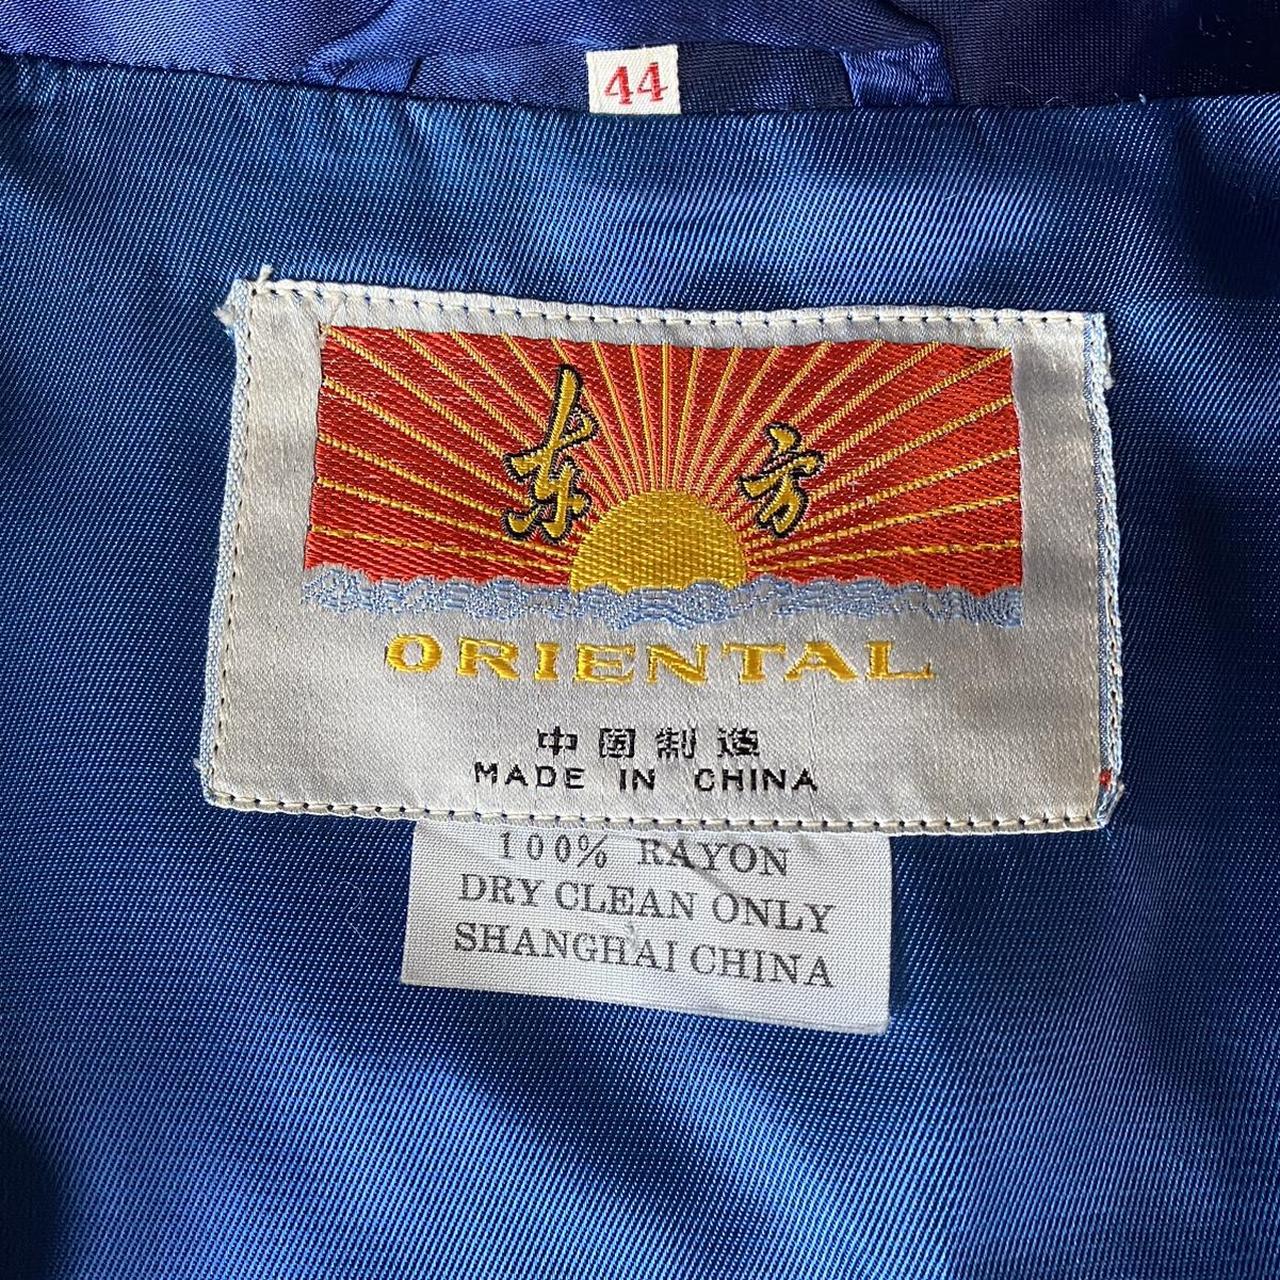 44
东方
ORIENTAL
中国制造
MADE IN CHINA
100% RAYON
DRY CLEAN ONLY
SHANGHAI CHINA